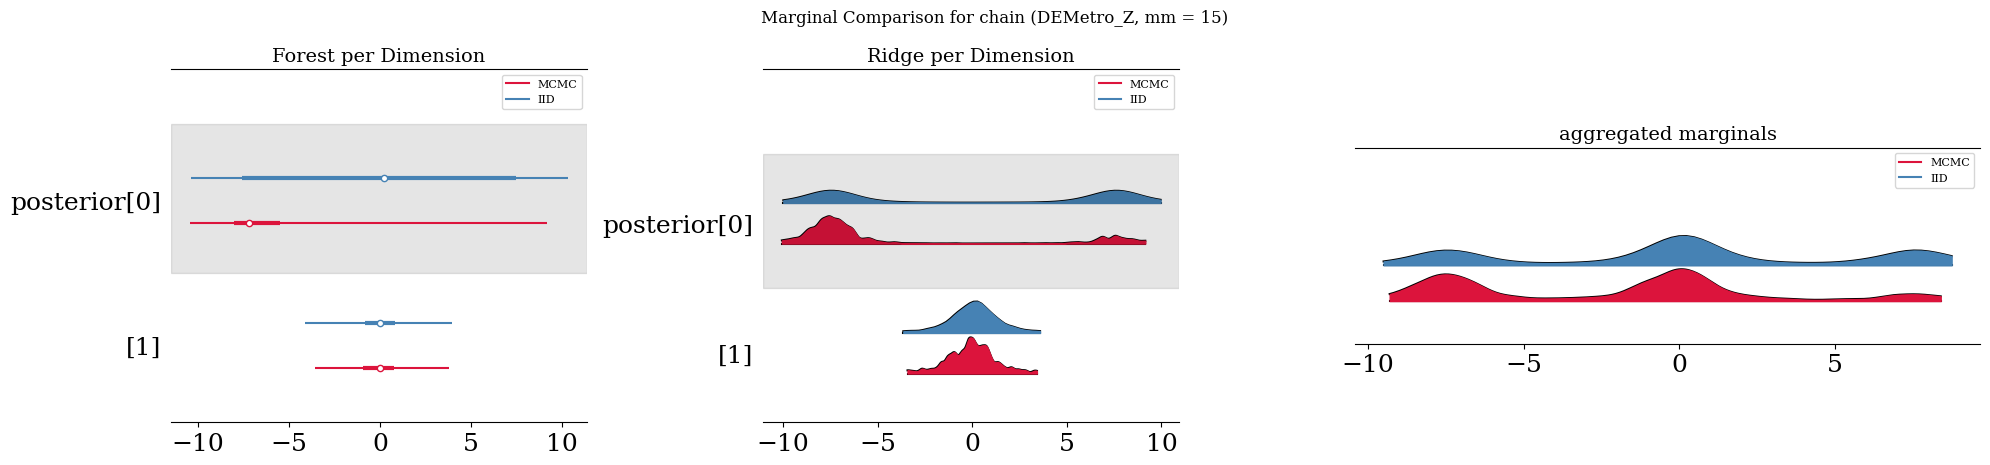 Marginal Comparison for chain (DEMetro_Z, mm = 15)
Forest per Dimension
MCMC
IID
posterior[0]
[1]
−10 −5 0 5 10
Ridge per Dimension
MCMC
IID
posterior[0]
[1]
−10 −5 0 5 10
aggregated marginals
MCMC
IID
−10 −5 0 5